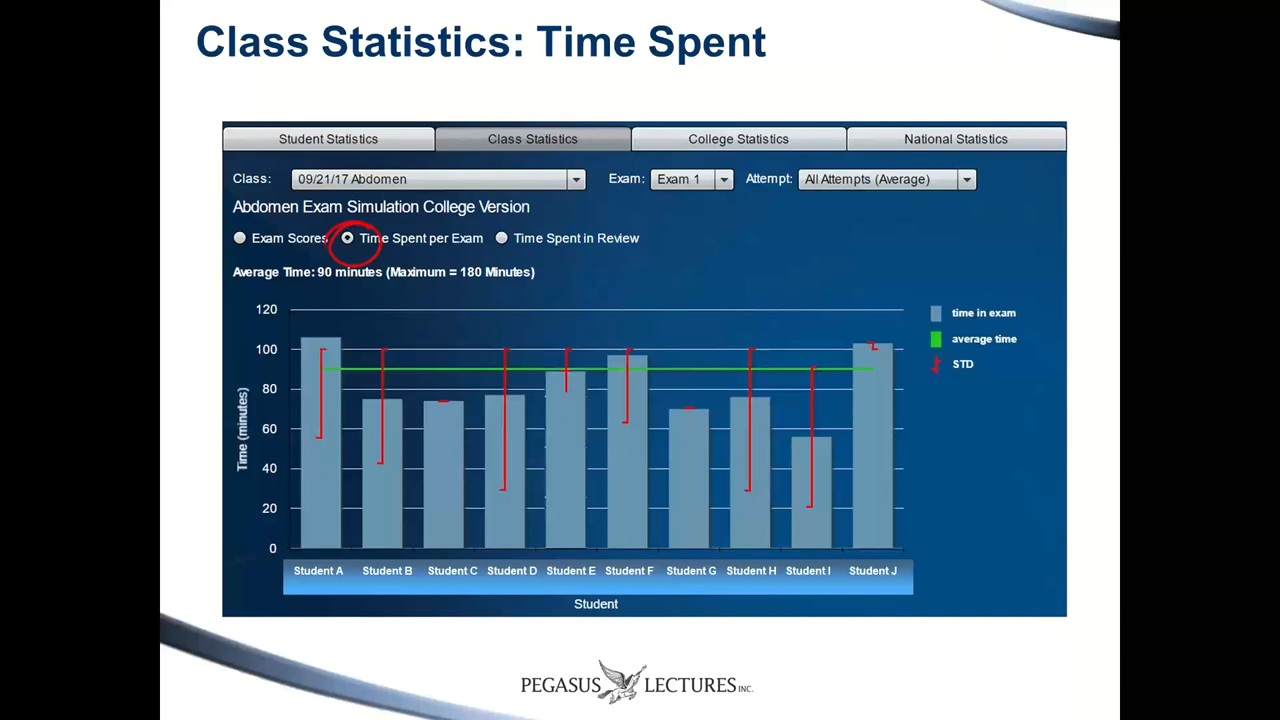 Class Statistics: Time Spent
Student Statistics Class Statistics College Statistics National Statistics
Class: 09/21/17 Abdomen Exam: Exam 1 Attempt: All Attempts (Average)
Abdomen Exam Simulation College Version
Exam Scores Time Spent per Exam Time Spent in Review
Average Time: 90 minutes (Maximum = 180 Minutes)
120
100
80
60
40
20
0
Time (minutes)
time in exam
average time
STD
Student A Student B Student C Student D Student E Student F Student G Student H Student I Student J
Student
PEGASUS LECTURES INC.